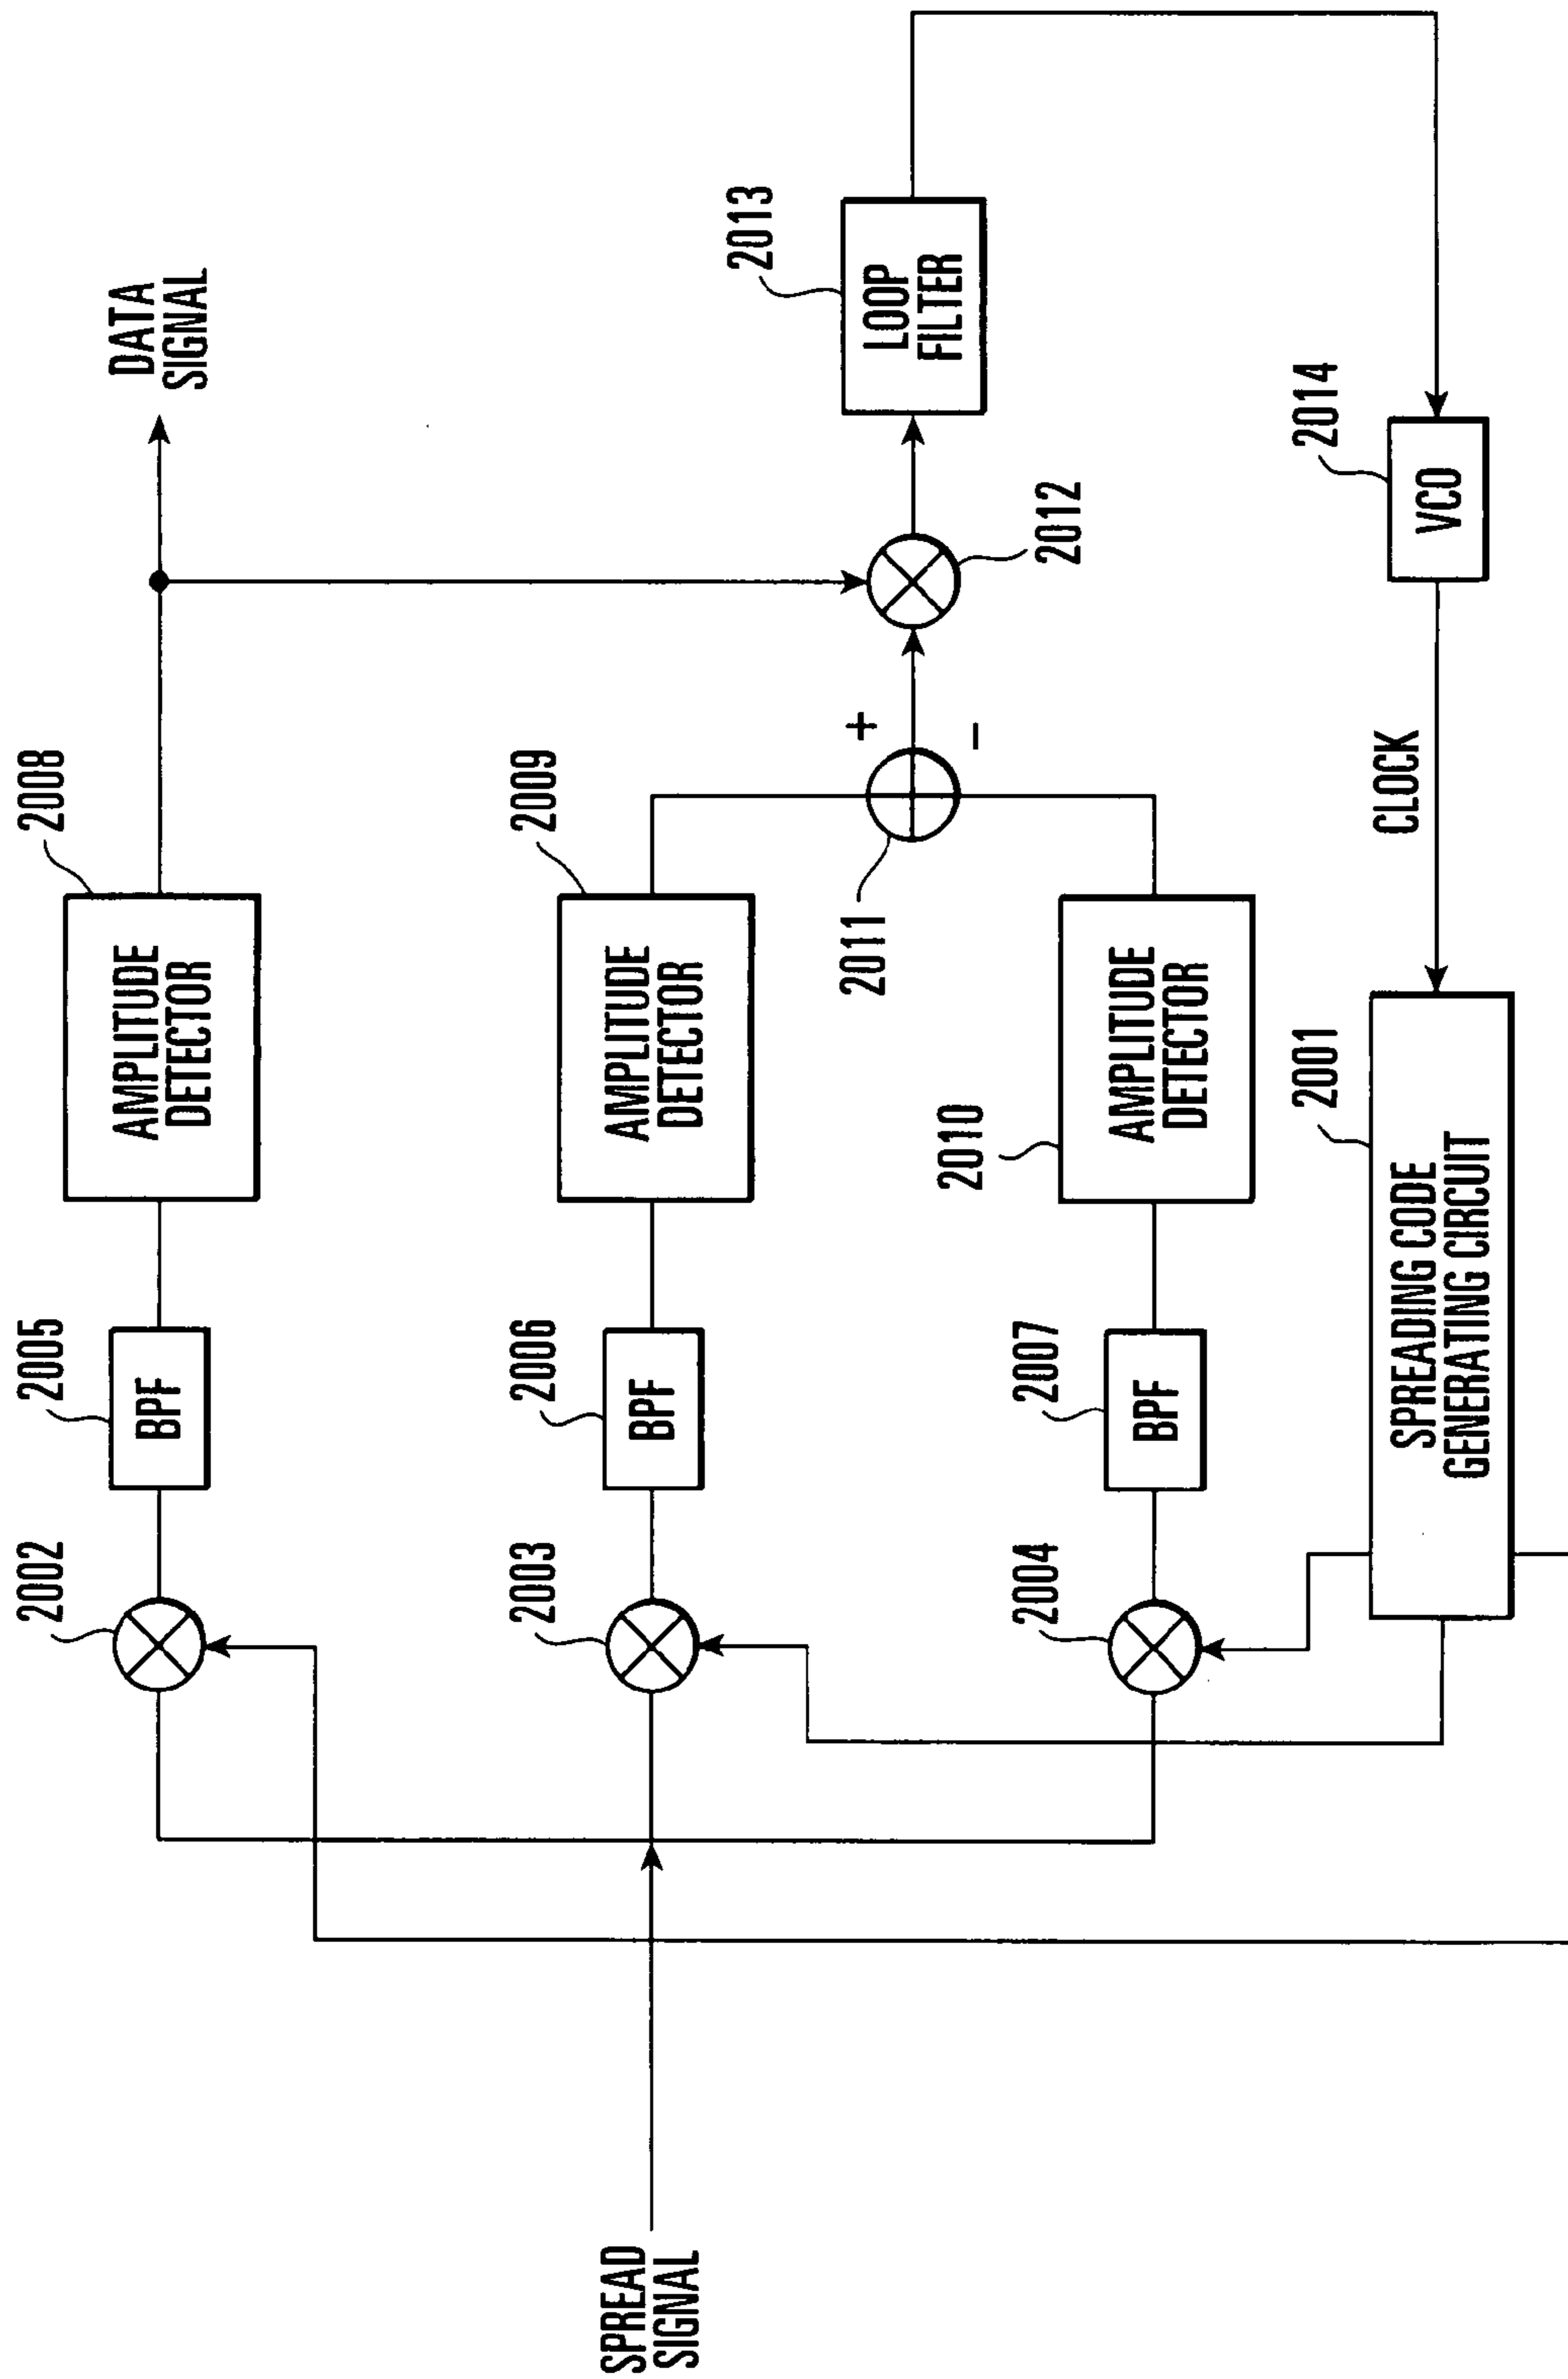 2002
2005
2008
DATA
SIGNAL
BPF
AMPLITUDE
DETECTOR
2003
2006
2009
SPREAD
SIGNAL
BPF
AMPLITUDE
DETECTOR
2013
LOOP
FILTER
+
−
2011
2012
2004
2007
2010
BPF
AMPLITUDE
DETECTOR
2001
2014
SPREADING CODE
GENERATING CIRCUIT
CLOCK
VCO